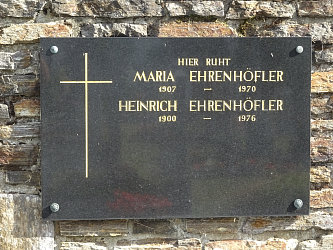 HIER RUHT
MARIA EHRENHÖFLER
1907 — 1970
HEINRICH EHRENHÖFLER
1900 — 1976